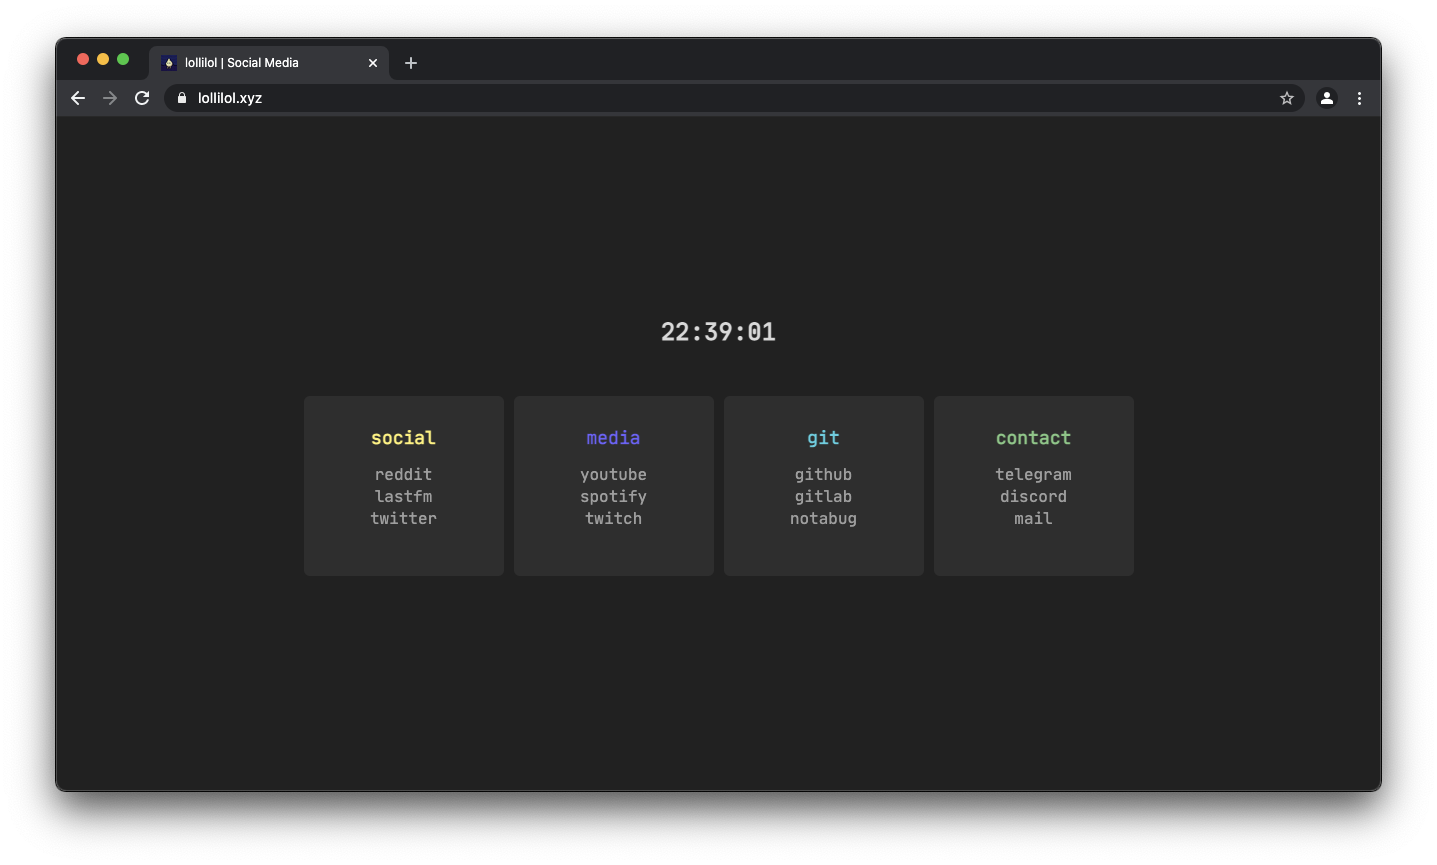 lollilol | Social Media
lollilol.xyz
22:39:01
social
reddit
lastfm
twitter
media
youtube
spotify
twitch
git
github
gitlab
notabug
contact
telegram
discord
mail